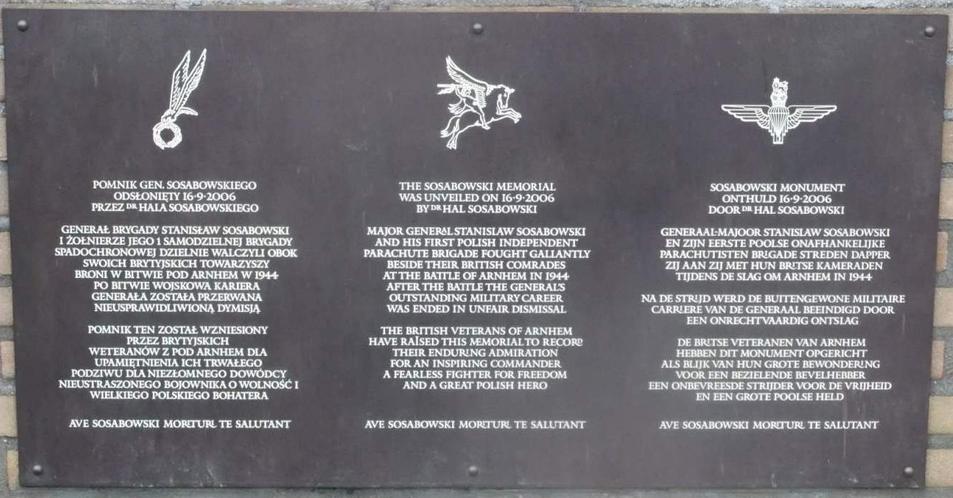 POMNIK GEN. SOSABOWSKIEGO
ODSŁONIĘTY 16·9·2006
PRZEZ DR HALA SOSABOWSKIEGO
GENERAŁ BRYGADY STANISŁAW SOSABOWSKI
I ŻOŁNIERZE JEGO 1 SAMODZIELNEJ BRYGADY
SPADOCHRONOWEJ DZIELNIE WALCZYLI OBOK
SWOICH BRYTYJSKICH TOWARZYSZY
BRONI W BITWIE POD ARNHEM W 1944
PO BITWIE WOJSKOWA KARIERA
GENERAŁA ZOSTAŁA PRZERWANA
NIEUSPRAWIDLIWIONĄ DYMISJĄ
POMNIK TEN ZOSTAŁ WZNIESIONY
PRZEZ BRYTYJSKICH
WETERANÓW Z POD ARNHEM DLA
UPAMIĘTNIENIA ICH TRWAŁEGO
PODZIWU DLA NIEZŁOMNEGO DOWÓDCY
NIEUSTRASZONEGO BOJOWNIKA O WOLNOŚĆ I
WIELKIEGO POLSKIEGO BOHATERA
AVE SOSABOWSKI MORITURI TE SALUTANT
THE SOSABOWSKI MEMORIAL
WAS UNVEILED ON 16·9·2006
BY DR HAL SOSABOWSKI
MAJOR GENERAL STANISLAW SOSABOWSKI
AND HIS FIRST POLISH INDEPENDENT
PARACHUTE BRIGADE FOUGHT GALLANTLY
BESIDE THEIR BRITISH COMRADES
AT THE BATTLE OF ARNHEM IN 1944
AFTER THE BATTLE THE GENERAL'S
OUTSTANDING MILITARY CAREER
WAS ENDED IN UNFAIR DISMISSAL
THE BRITISH VETERANS OF ARNHEM
HAVE RAISED THIS MEMORIAL TO RECORD
THEIR ENDURING ADMIRATION
FOR AN INSPIRING COMMANDER
A FEARLESS FIGHTER FOR FREEDOM
AND A GREAT POLISH HERO
AVE SOSABOWSKI MORITURI TE SALUTANT
SOSABOWSKI MONUMENT
ONTHULD 16·9·2006
DOOR DR HAL SOSABOWSKI
GENERAAL-MAJOOR STANISLAW SOSABOWSKI
EN ZIJN EERSTE POOLSE ONAFHANKELIJKE
PARACHUTISTEN BRIGADE STREDEN DAPPER
ZIJ AAN ZIJ MET HUN BRITSE KAMERADEN
TIJDENS DE SLAG OM ARNHEM IN 1944
NA DE STRIJD WERD DE BUITENGEWONE MILITAIRE
CARRIERE VAN DE GENERAAL BEEINDIGD DOOR
EEN ONRECHTVAARDIG ONTSLAG
DE BRITSE VETERANEN VAN ARNHEM
HEBBEN DIT MONUMENT OPGERICHT
ALS BLIJK VAN HUN GROTE BEWONDERING
VOOR EEN BEZIELENDE BEVELHEBBER
EEN ONBEVREESDE STRIJDER VOOR DE VRIJHEID
EN EEN GROTE POOLSE HELD
AVE SOSABOWSKI MORITURI TE SALUTANT